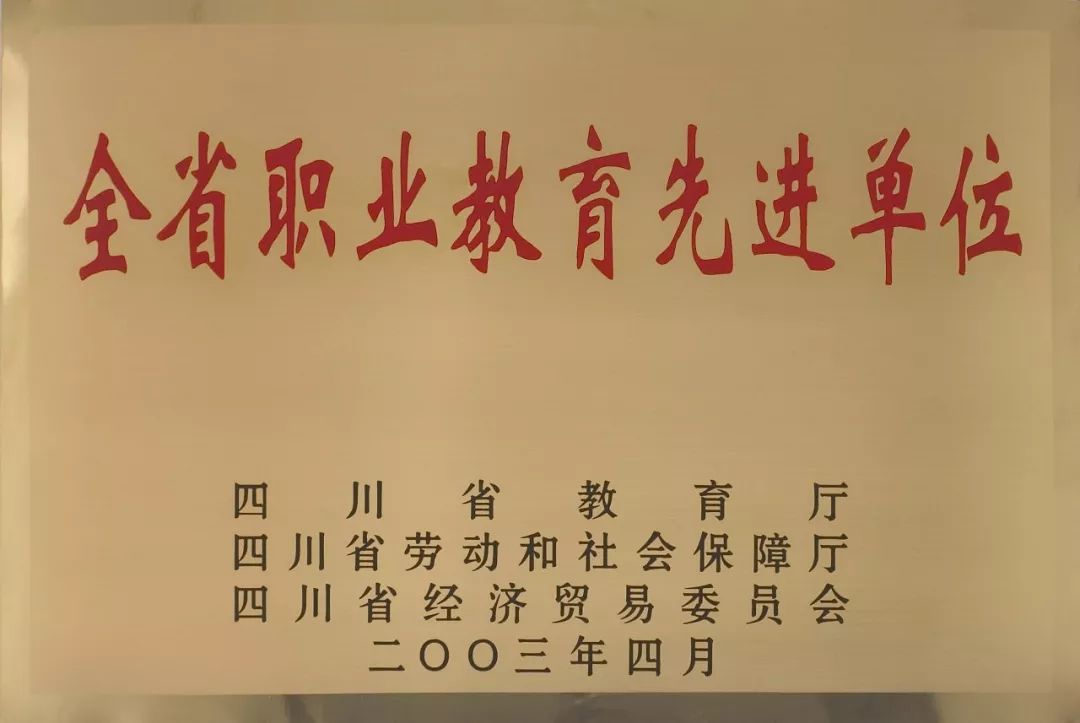 全省职业教育先进单位
四川省教育厅
四川省劳动和社会保障厅
四川省经济贸易委员会
二〇〇三年四月